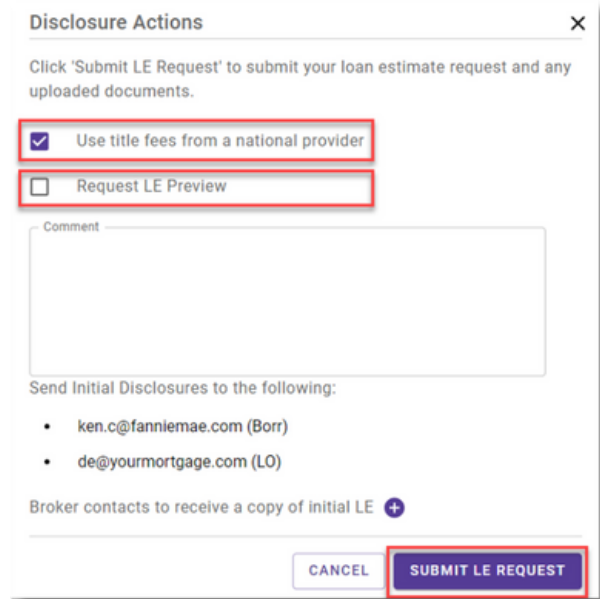 Disclosure Actions
Click 'Submit LE Request' to submit your loan estimate request and any
uploaded documents.
Use title fees from a national provider
Request LE Preview
Comment
Send Initial Disclosures to the following:
• ken.c@fanniemae.com (Borr)
• de@yourmortgage.com (LO)
Broker contacts to receive a copy of initial LE
CANCEL SUBMIT LE REQUEST